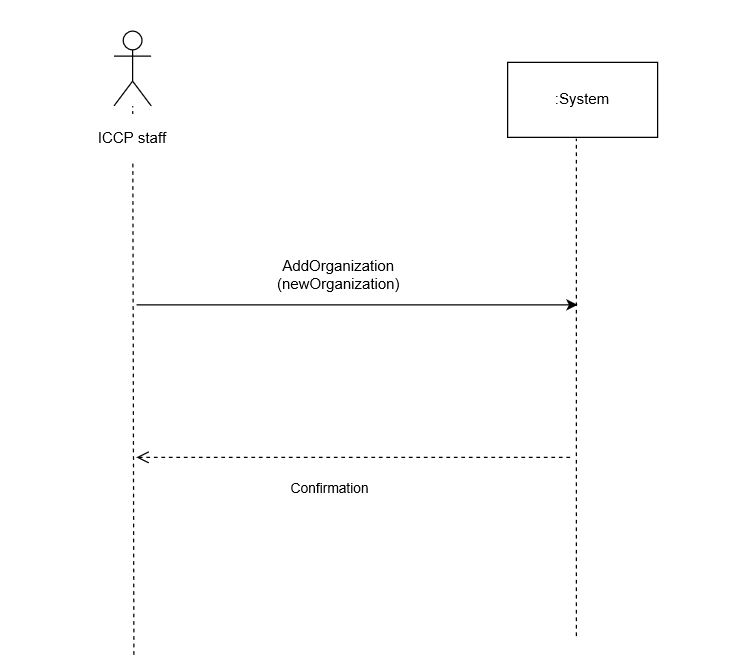 :System
ICCP staff
AddOrganization
(newOrganization)
Confirmation